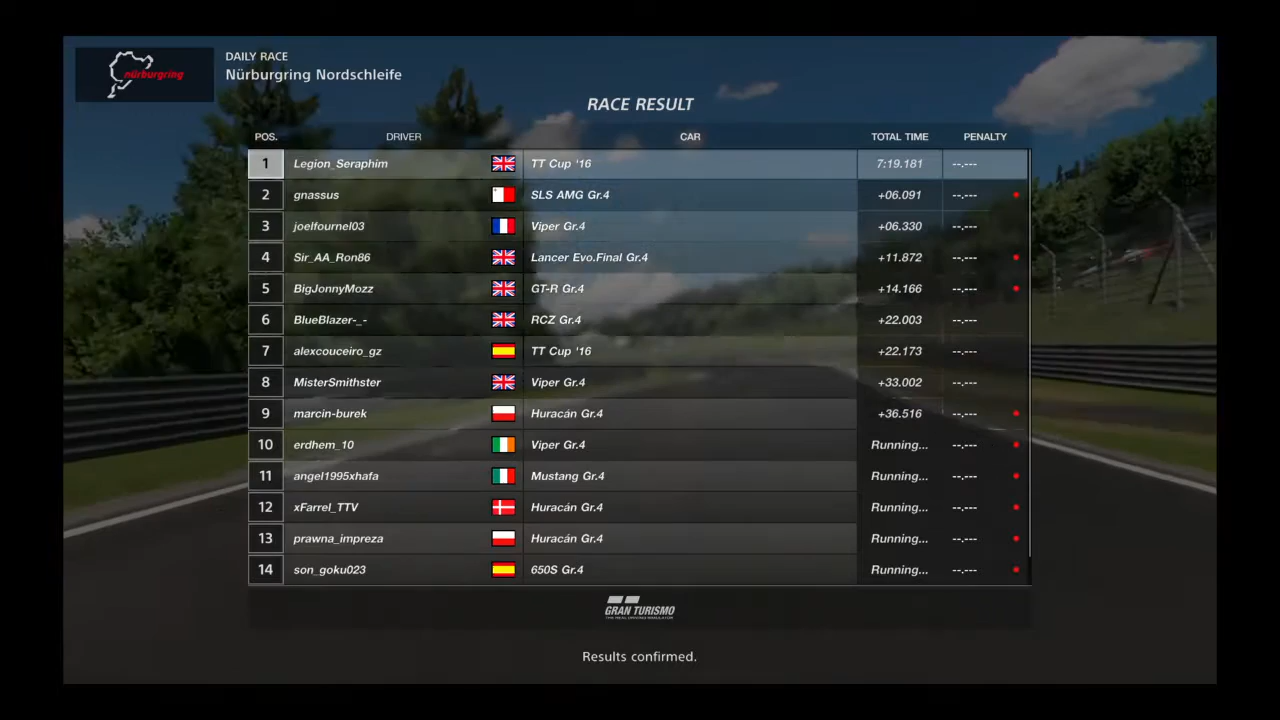 nürburgring
DAILY RACE
Nürburgring Nordschleife
RACE RESULT
POS. DRIVER CAR TOTAL TIME PENALTY
1 Legion_Seraphim TT Cup '16 7:19.181 --.---
2 gnassus SLS AMG Gr.4 +06.091 --.---
3 joelfournel03 Viper Gr.4 +06.330 --.---
4 Sir_AA_Ron86 Lancer Evo.Final Gr.4 +11.872 --.---
5 BigJonnyMozz GT-R Gr.4 +14.166 --.---
6 BlueBlazer-_- RCZ Gr.4 +22.003 --.---
7 alexcouceiro_gz TT Cup '16 +22.173 --.---
8 MisterSmithster Viper Gr.4 +33.002 --.---
9 marcin-burek Huracán Gr.4 +36.516 --.---
10 erdhem_10 Viper Gr.4 Running... --.---
11 angel1995xhafa Mustang Gr.4 Running... --.---
12 xFarrel_TTV Huracán Gr.4 Running... --.---
13 prawna_impreza Huracán Gr.4 Running... --.---
14 son_goku023 650S Gr.4 Running... --.---
GRAN TURISMO
THE REAL DRIVING SIMULATOR
Results confirmed.